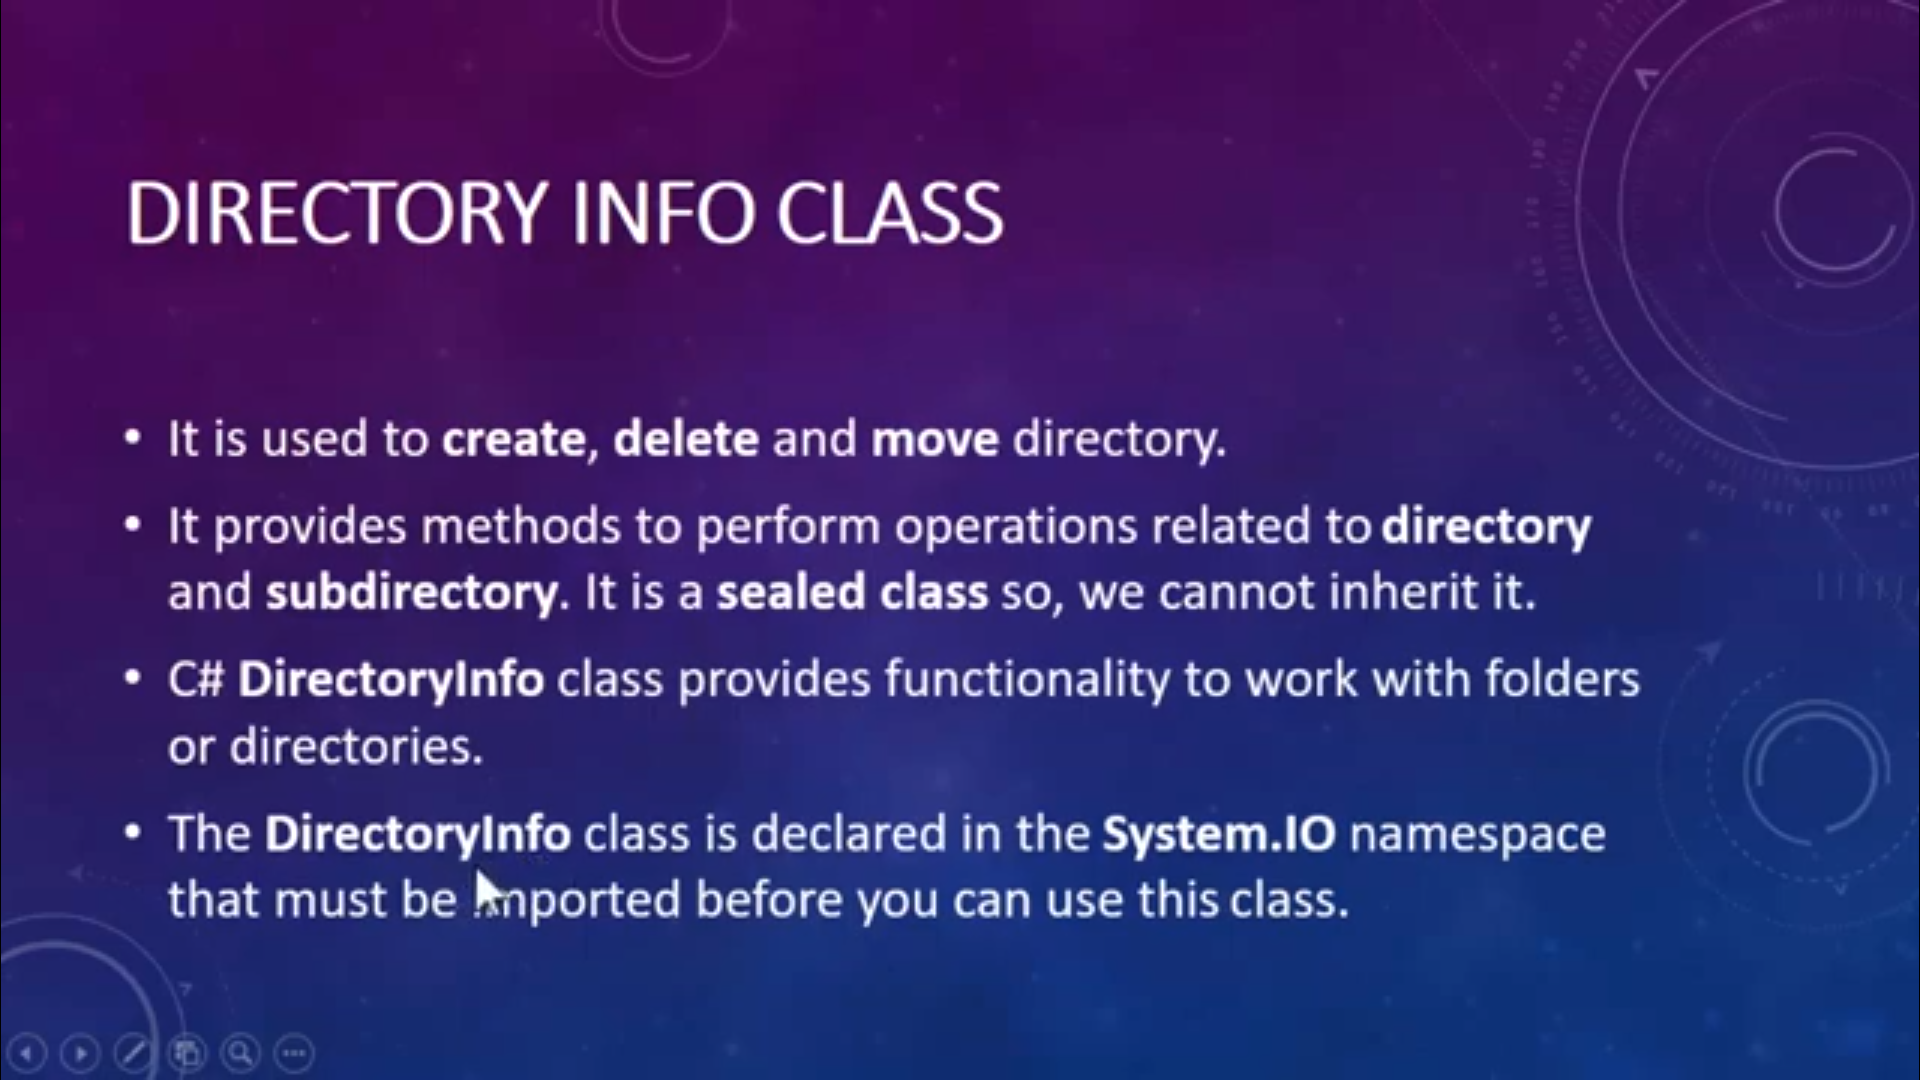 DIRECTORY INFO CLASS
• It is used to create, delete and move directory.
• It provides methods to perform operations related to directory
and subdirectory. It is a sealed class so, we cannot inherit it.
• C# DirectoryInfo class provides functionality to work with folders
or directories.
• The DirectoryInfo class is declared in the System.IO namespace
that must be imported before you can use this class.